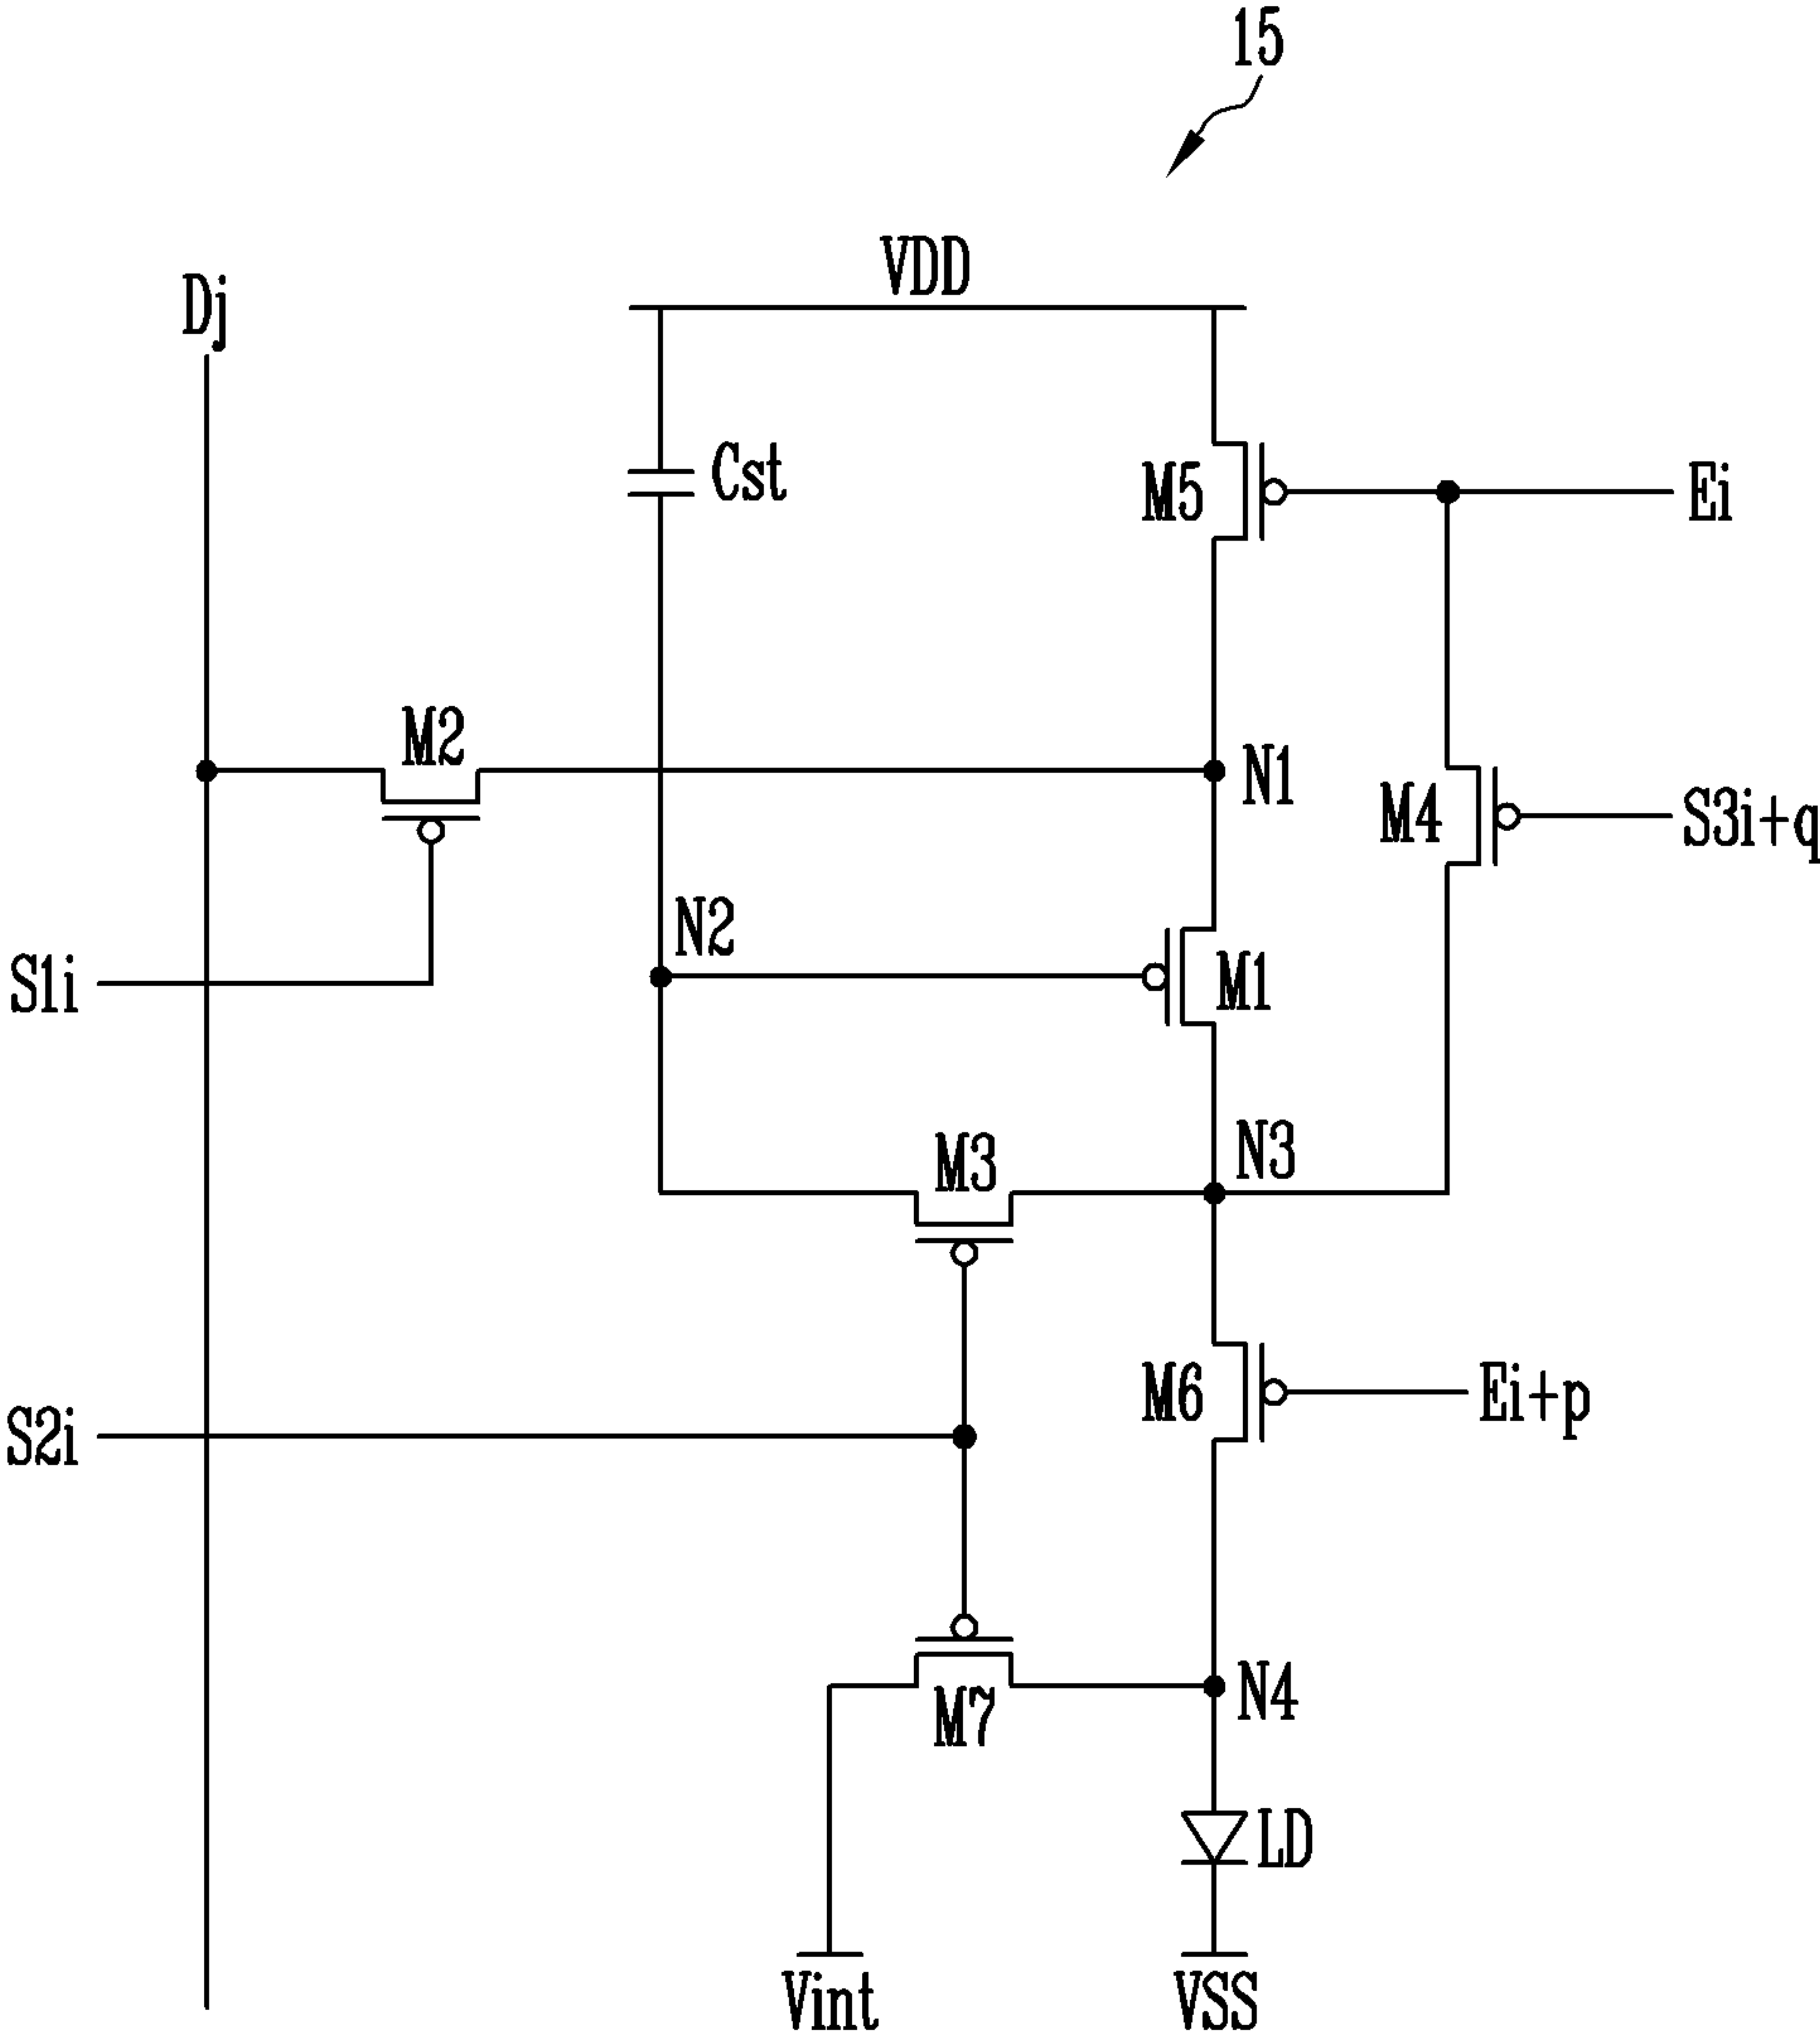 15
VDD
Dj
Cst
M5
Ei
M2
N1
M4
S3i+q
N2
S1i
M1
M3
N3
M6
Ei+p
S2i
N4
M7
LD
Vint
VSS